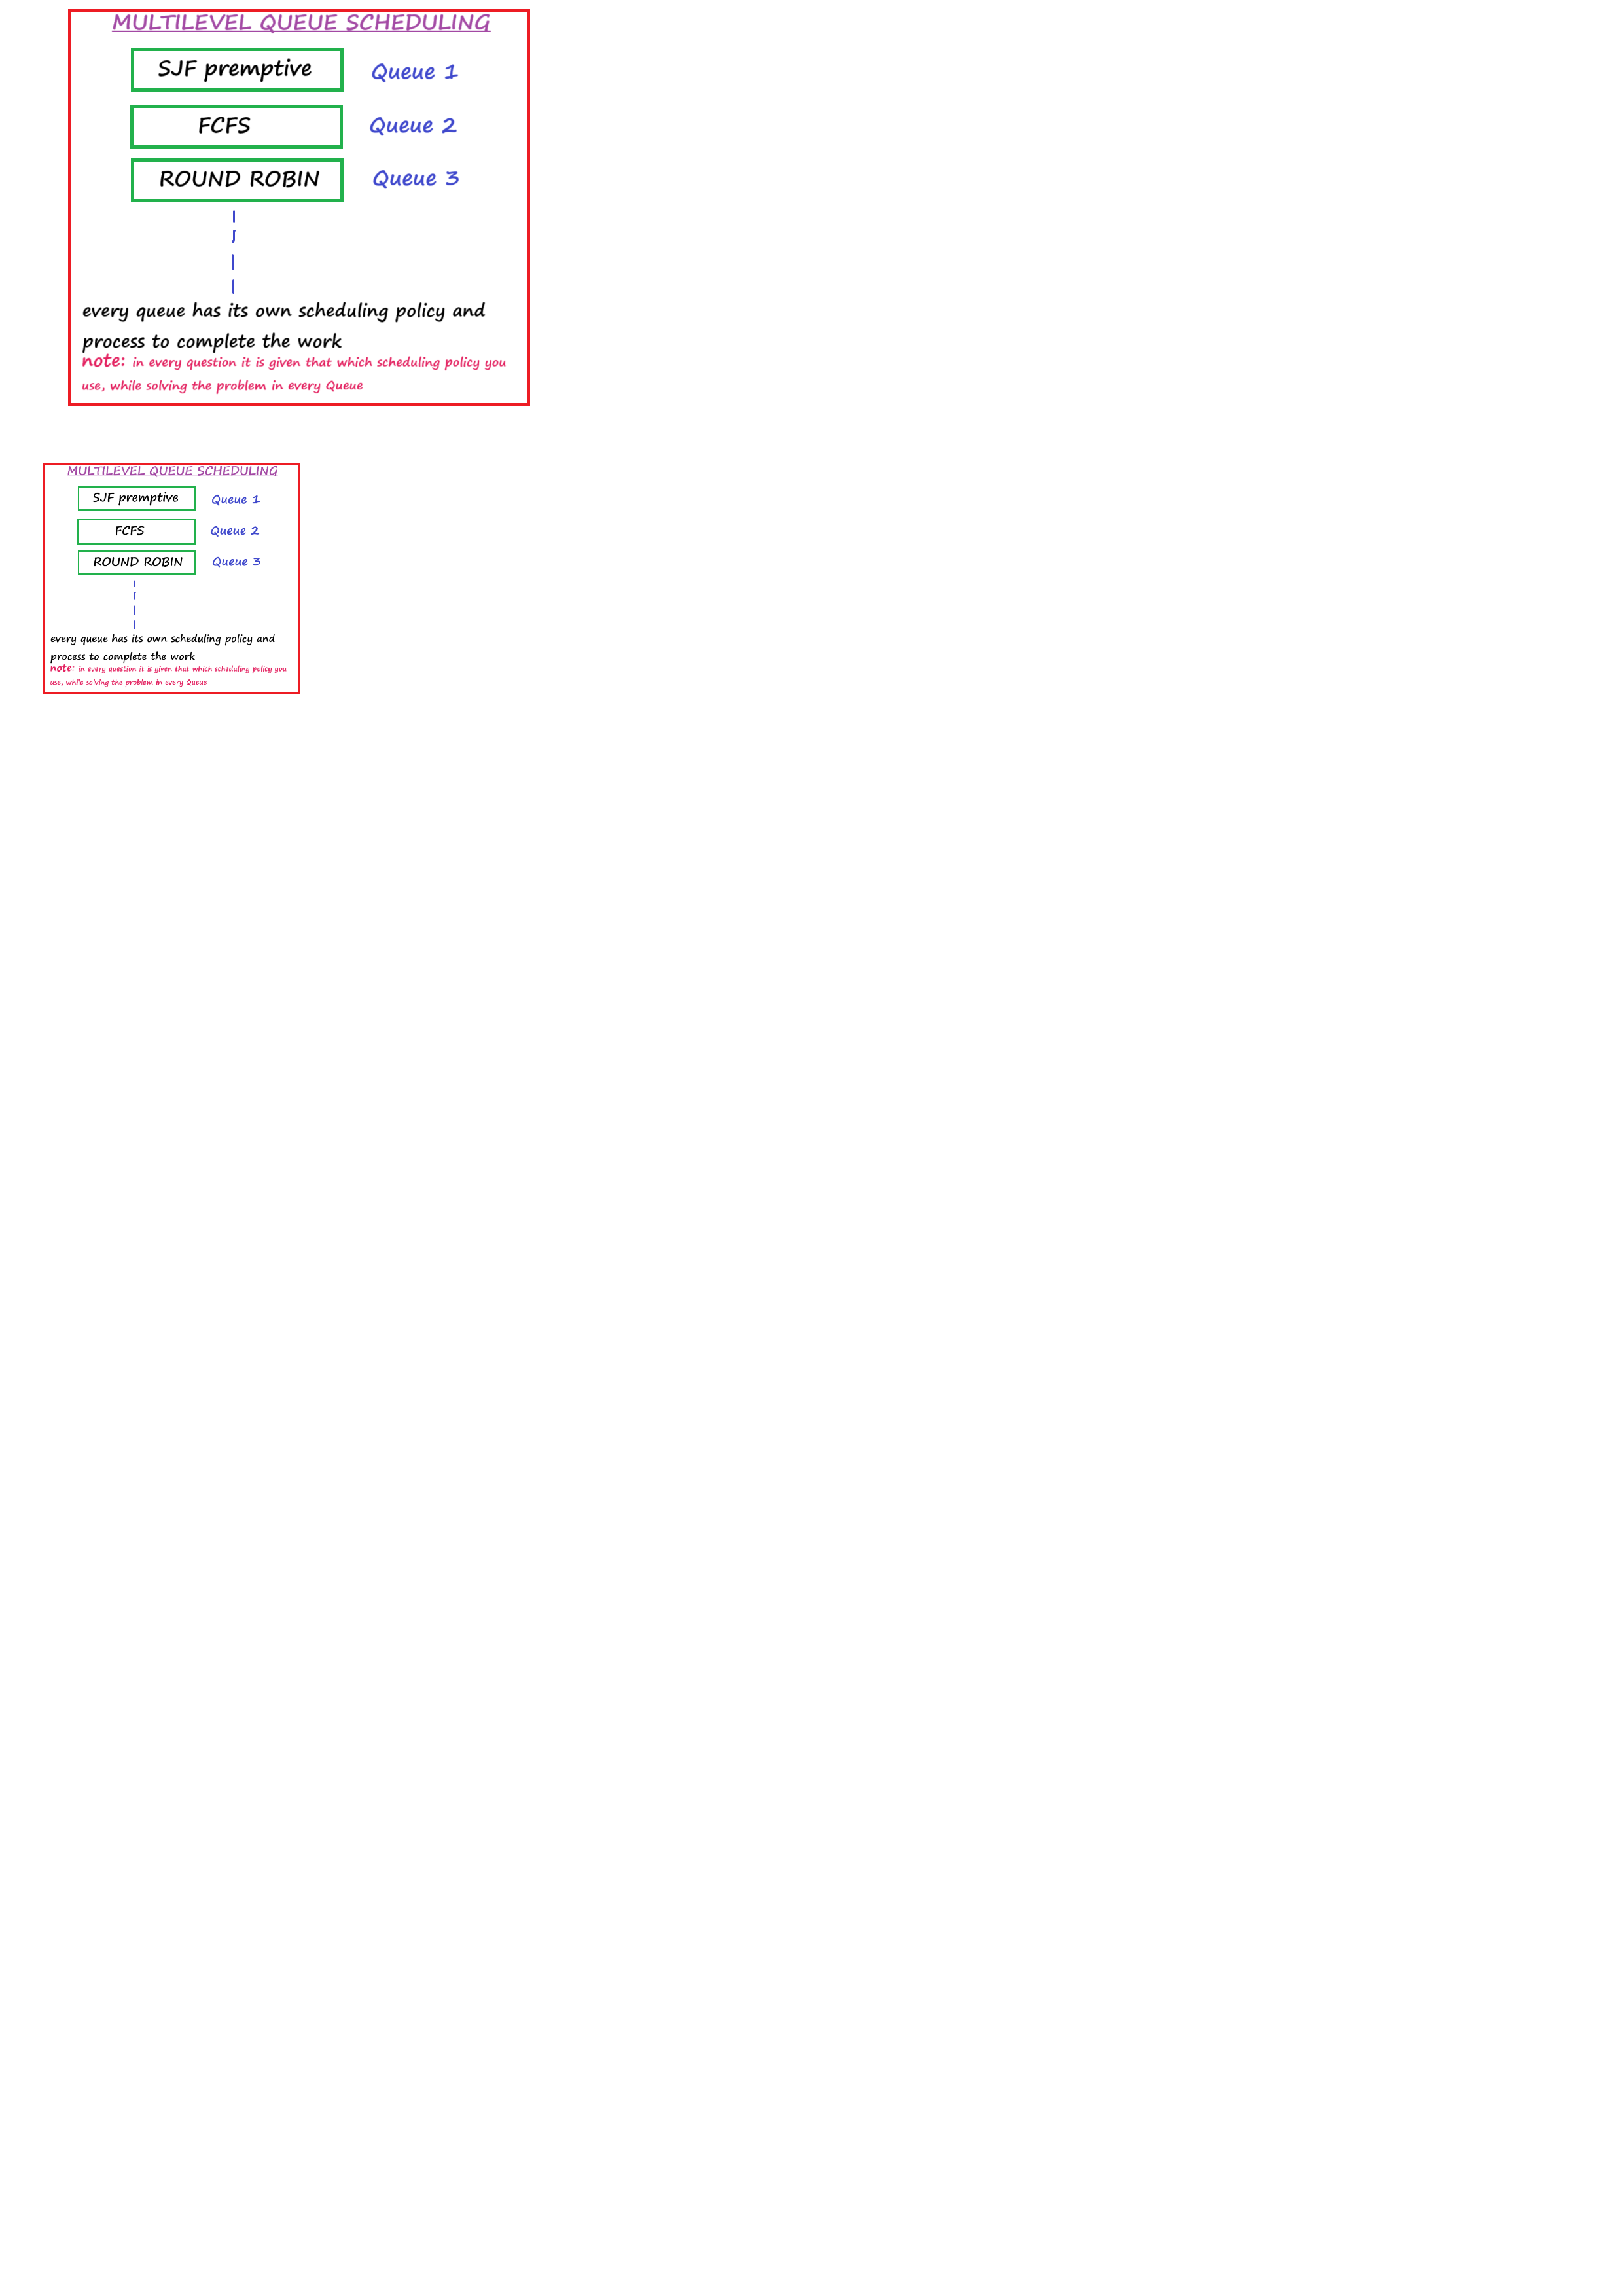 MULTILEVEL QUEUE SCHEDULING
SJF premptive Queue 1
FCFS Queue 2
ROUND ROBIN Queue 3
every queue has its own scheduling policy and
process to complete the work
note: in every question it is given that which scheduling policy you
use, while solving the problem in every Queue
MULTILEVEL QUEUE SCHEDULING
SJF premptive Queue 1
FCFS Queue 2
ROUND ROBIN Queue 3
every queue has its own scheduling policy and
process to complete the work
note: in every question it is given that which scheduling policy you
use, while solving the problem in every Queue